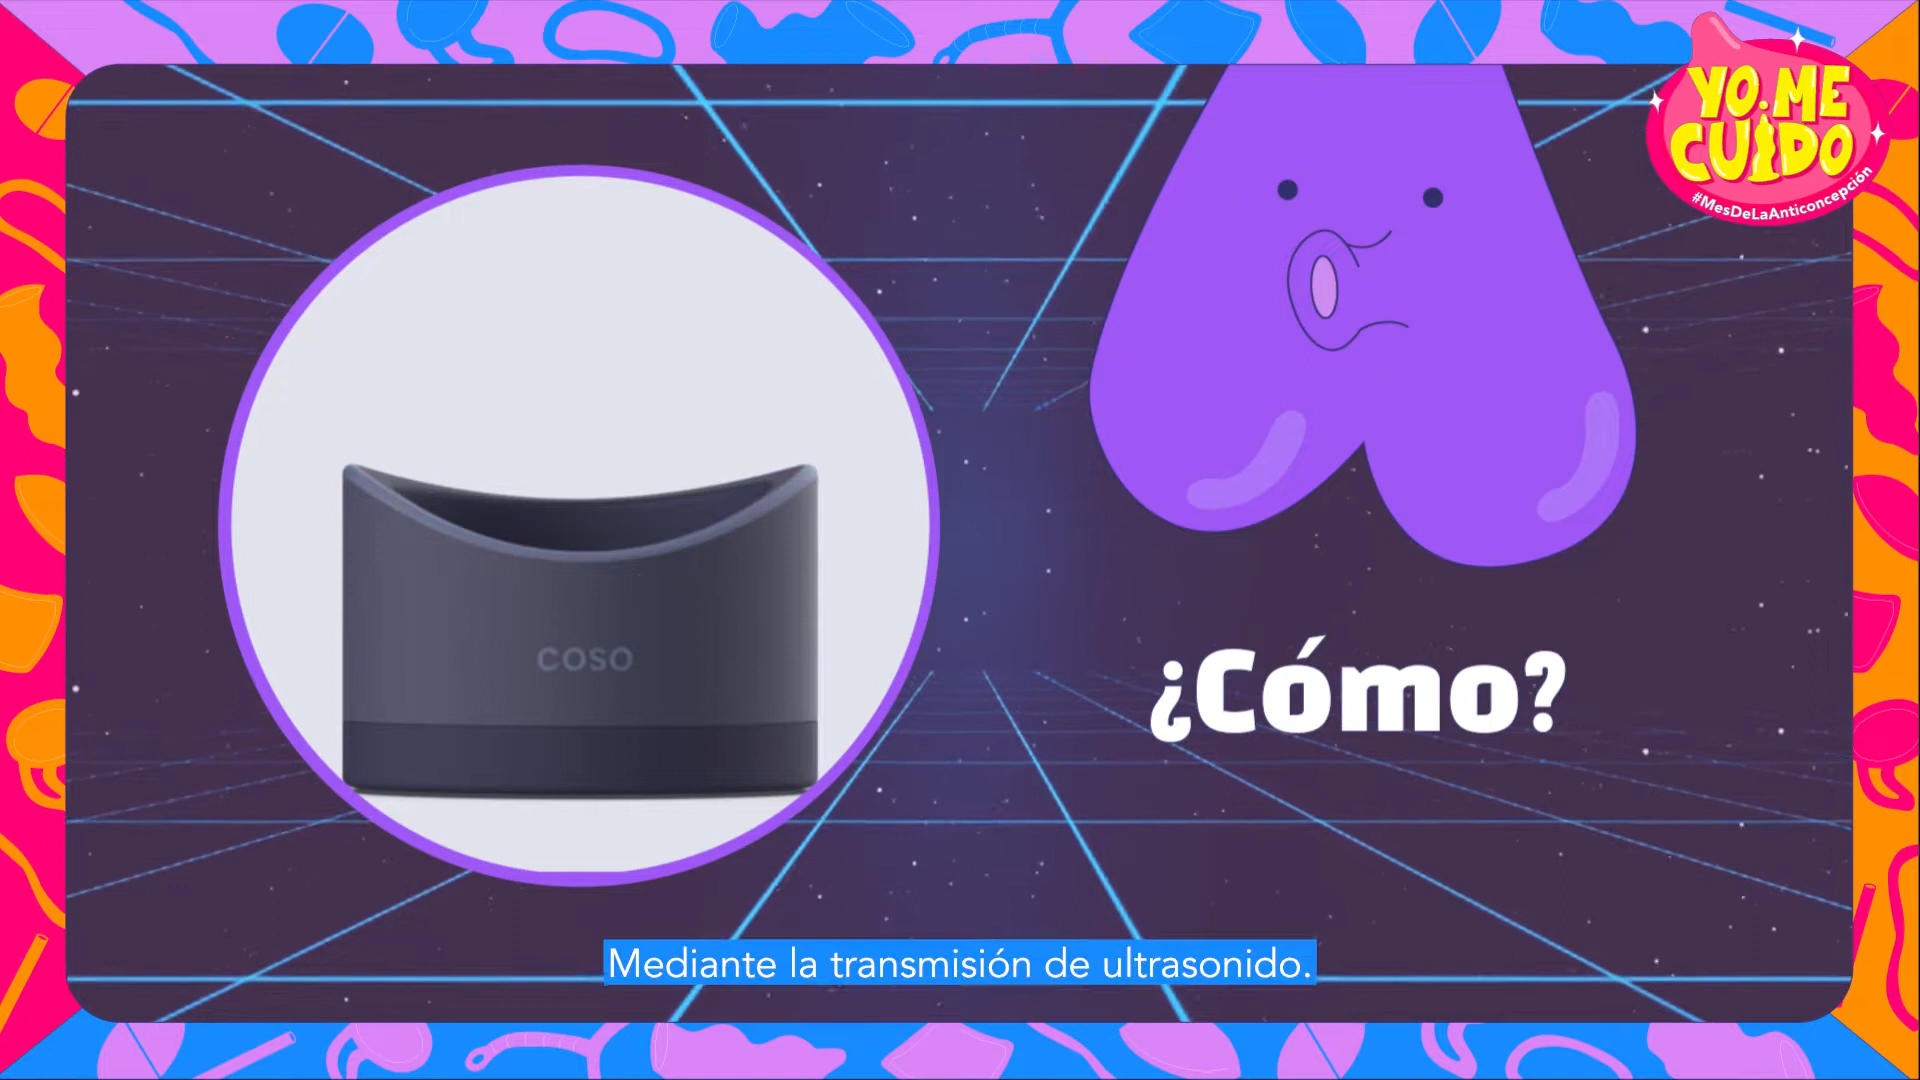 YO ME
CUIDO
#MesDeLaAnticoncepción
COSO
¿Cómo?
Mediante la transmisión de ultrasonido.